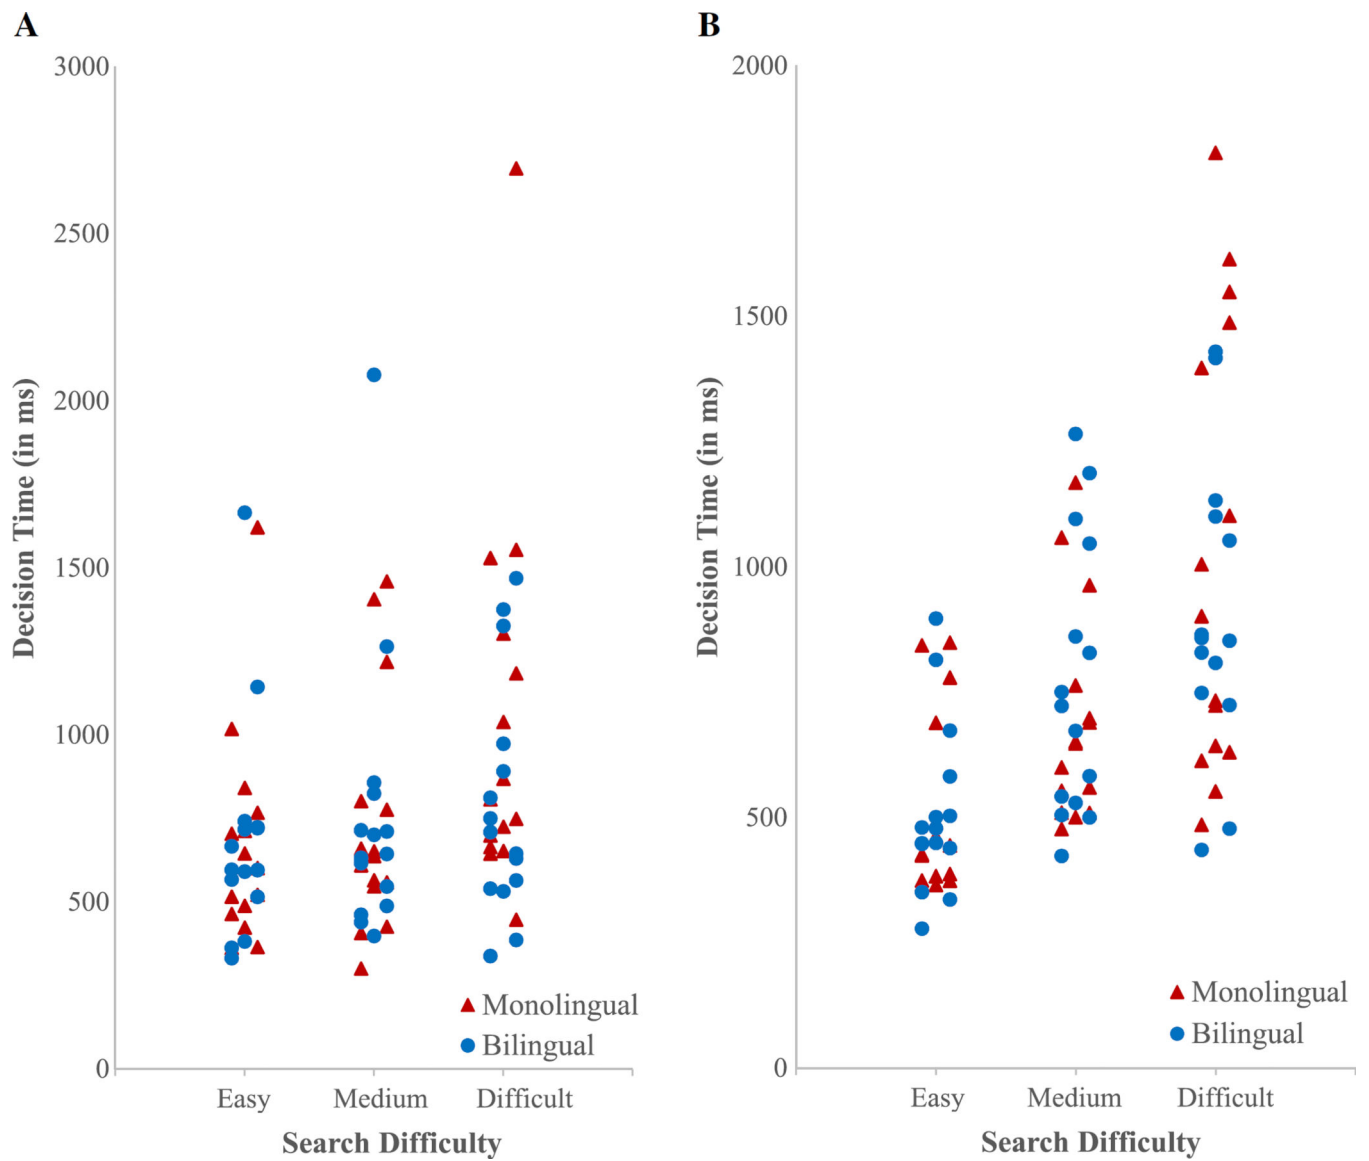 A
3000
2500
2000
1500
1000
500
0
Decision Time (in ms)
Easy
Medium
Difficult
Search Difficulty
Monolingual
Bilingual
B
2000
1500
1000
500
0
Decision Time (in ms)
Easy
Medium
Difficult
Search Difficulty
Monolingual
Bilingual